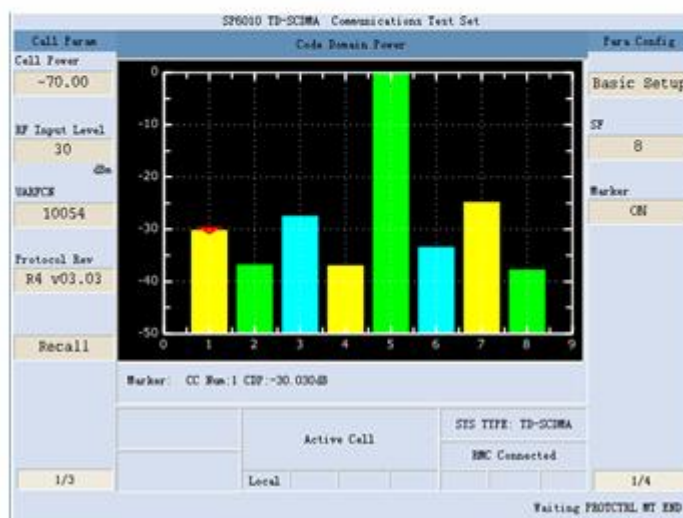 SP6010 TD-SCDMA Communications Test Set
Call Param
Code Domain Power
Para Config
Call Power
-70.00
RF Input Level
30
dBm
UARFCN
10054
Protocol Rev
R4 v03.03
Recall
1/3
0
-10
-20
-30
-40
-50
0 1 2 3 4 5 6 7 8 9
Marker: CC Num:1 CDP:-30.030dB
Active Call
SYS TYPE: TD-SCDMA
RMC Connected
Local
Basic Setup
SF
8
Marker
ON
1/4
Waiting PROTCTRL MT END